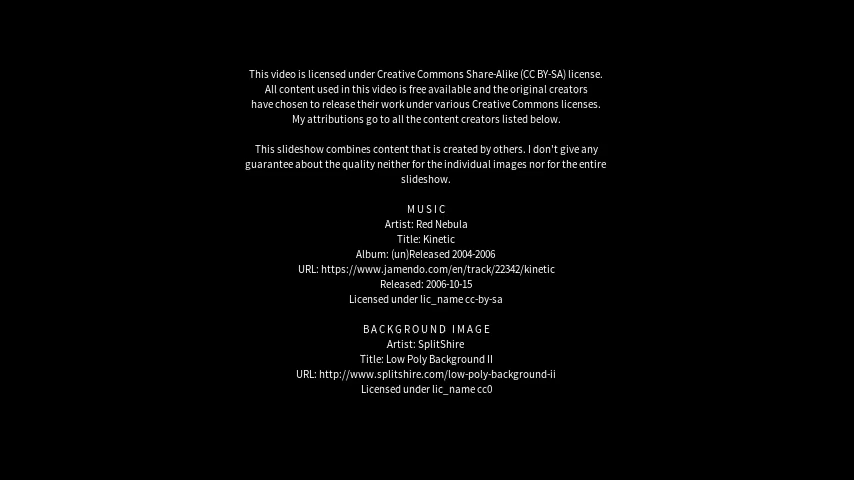 This video is licensed under Creative Commons Share-Alike (CC BY-SA) license.
All content used in this video is free available and the original creators
have chosen to release their work under various Creative Commons licenses.
My attributions go to all the content creators listed below.
This slideshow combines content that is created by others. I don't give any
guarantee about the quality neither for the individual images nor for the entire
slideshow.
MUSIC
Artist: Red Nebula
Title: Kinetic
Album: (un)Released 2004-2006
URL: https://www.jamendo.com/en/track/22342/kinetic
Released: 2006-10-15
Licensed under lic_name cc-by-sa
BACKGROUND IMAGE
Artist: SplitShire
Title: Low Poly Background II
URL: http://www.splitshire.com/low-poly-background-ii
Licensed under lic_name cc0